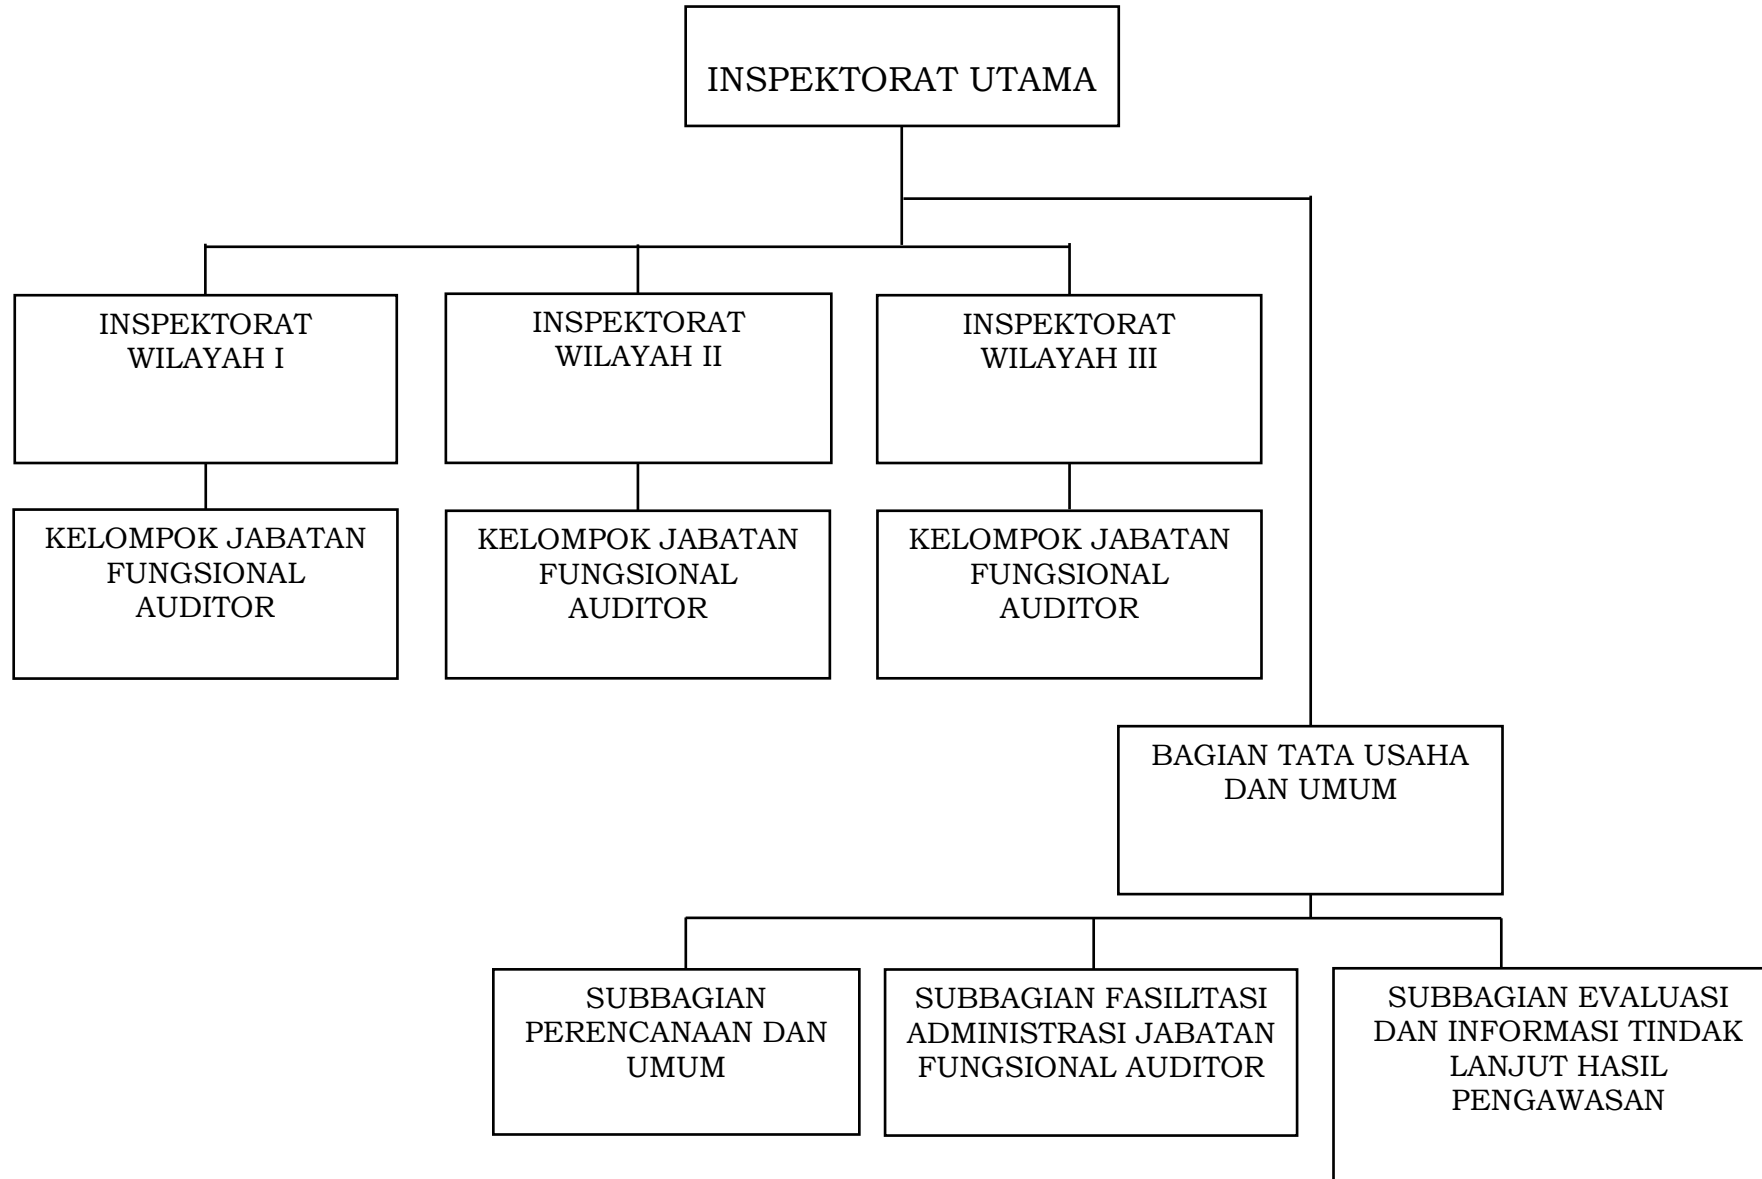 INSPEKTORAT UTAMA
INSPEKTORAT
WILAYAH I
INSPEKTORAT
WILAYAH II
INSPEKTORAT
WILAYAH III
KELOMPOK JABATAN
FUNGSIONAL
AUDITOR
KELOMPOK JABATAN
FUNGSIONAL
AUDITOR
KELOMPOK JABATAN
FUNGSIONAL
AUDITOR
BAGIAN TATA USAHA
DAN UMUM
SUBBAGIAN
PERENCANAAN DAN
UMUM
SUBBAGIAN FASILITASI
ADMINISTRASI JABATAN
FUNGSIONAL AUDITOR
SUBBAGIAN EVALUASI
DAN INFORMASI TINDAK
LANJUT HASIL
PENGAWASAN